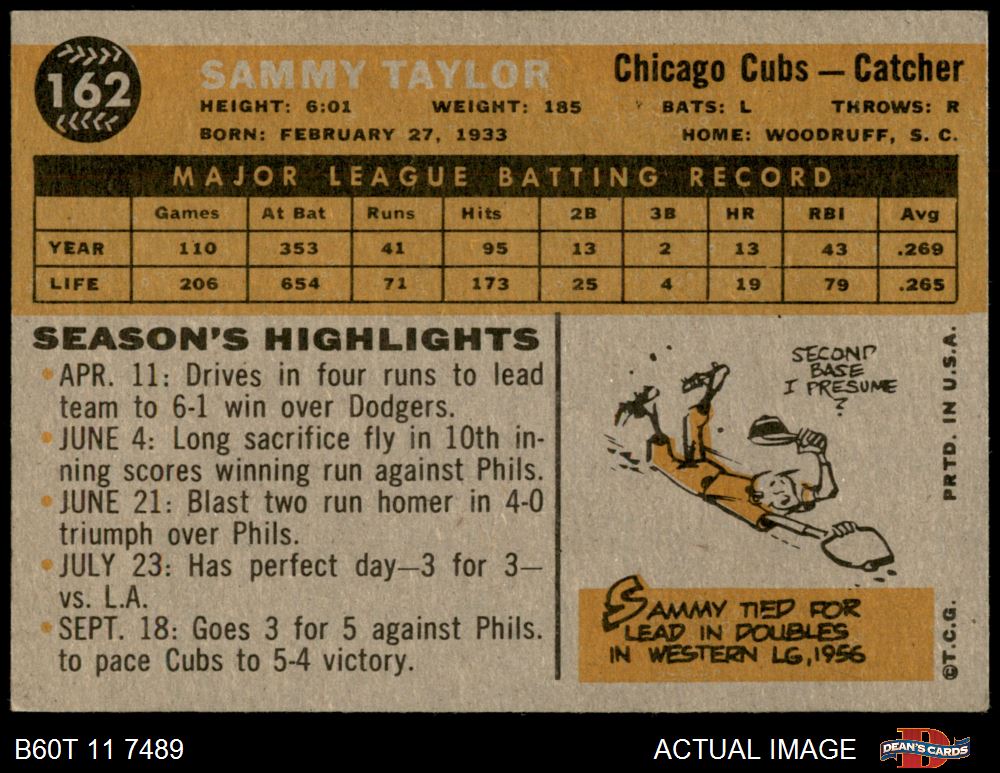 162
SAMMY TAYLOR
Chicago Cubs — Catcher
HEIGHT: 6:01 WEIGHT: 185 BATS: L THROWS: R
BORN: FEBRUARY 27, 1933 HOME: WOODRUFF, S. C.
MAJOR LEAGUE BATTING RECORD
Games At Bat Runs Hits 2B 3B HR RBI Avg
YEAR 110 353 41 95 13 2 13 43 .269
LIFE 206 654 71 173 25 4 19 79 .265
SEASON'S HIGHLIGHTS
•APR. 11: Drives in four runs to lead
team to 6-1 win over Dodgers.
•JUNE 4: Long sacrifice fly in 10th in-
ning scores winning run against Phils.
•JUNE 21: Blast two run homer in 4-0
triumph over Phils.
•JULY 23: Has perfect day—3 for 3—
vs. L.A.
•SEPT. 18: Goes 3 for 5 against Phils.
to pace Cubs to 5-4 victory.
SECOND
BASE
I PRESUME
?
SAMMY TIED FOR
LEAD IN DOUBLES
IN WESTERN LG, 1956
©T.C.G. PRTD. IN U.S.A.
B60T 11 7489
ACTUAL IMAGE
D
DEAN'S CARDS